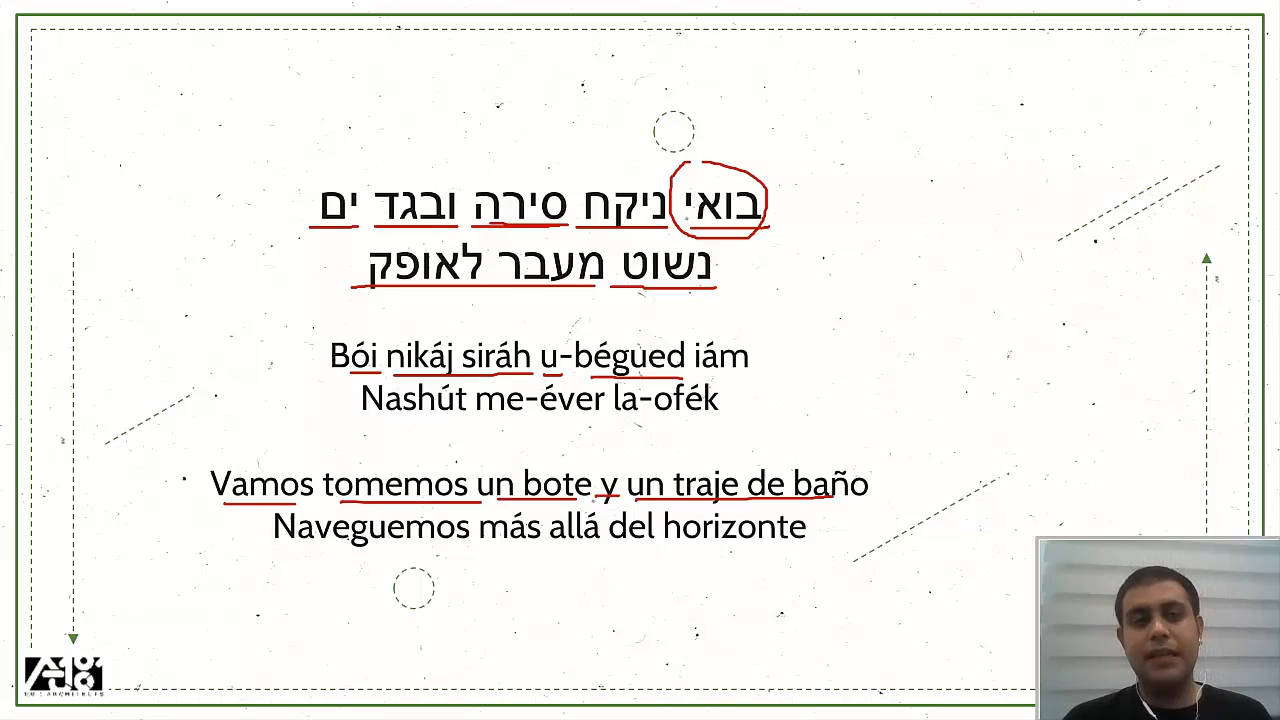 בואי ניקח סירה ובגד ים
נשוט מעבר לאופק
Bói nikáj siráh u-bégued iám
Nashút me-éver la-ofék
Vamos tomemos un bote y un traje de baño
Naveguemos más allá del horizonte